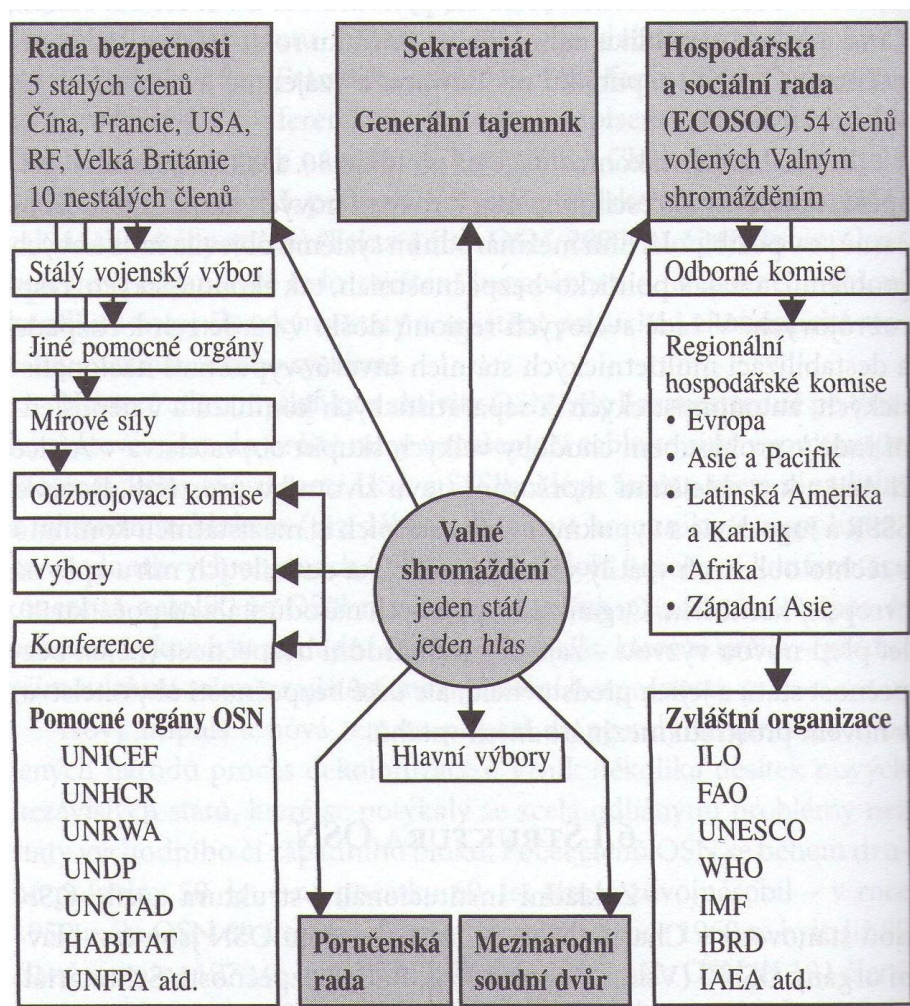 Rada bezpečnosti
5 stálých členů
Čína, Francie, USA,
RF, Velká Británie
10 nestálých členů
Sekretariát
Generální tajemník
Hospodářská
a sociální rada
(ECOSOC) 54 členů
volených Valným
shromážděním
Stálý vojenský výbor
Jiné pomocné orgány
Mírové síly
Odzbrojovací komise
Výbory
Konference
Odborné komise
Regionální
hospodářské komise
• Evropa
• Asie a Pacifik
• Latinská Amerika
a Karibik
• Afrika
• Západní Asie
Valné
shromáždění
jeden stát/
jeden hlas
Pomocné orgány OSN
UNICEF
UNHCR
UNRWA
UNDP
UNCTAD
HABITAT
UNFPA atd.
Hlavní výbory
Poručenská
rada
Mezinárodní
soudní dvůr
Zvláštní organizace
ILO
FAO
UNESCO
WHO
IMF
IBRD
IAEA atd.